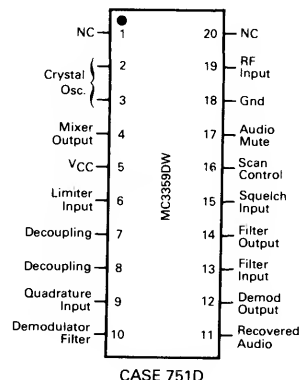 NC 1
Crystal Osc. 2
3
Mixer Output 4
VCC 5
Limiter Input 6
Decoupling 7
Decoupling 8
Quadrature Input 9
Demodulator Filter 10
MC3359DW
20 NC
19 RF Input
18 Gnd
17 Audio Mute
16 Scan Control
15 Squelch Input
14 Filter Output
13 Filter Input
12 Demod Output
11 Recovered Audio
CASE 751D